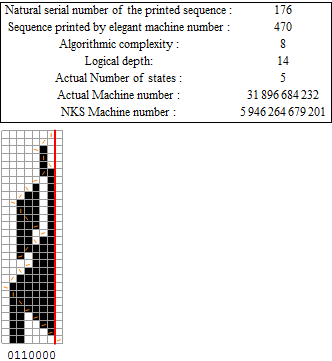 Natural serial number of the printed sequence : 176
Sequence printed by elegant machine number : 470
Algorithmic complexity : 8
Logical depth: 14
Actual Number of states : 5
Actual Machine number : 31 896 684 232
NKS Machine number : 5 946 264 679 201
0110000